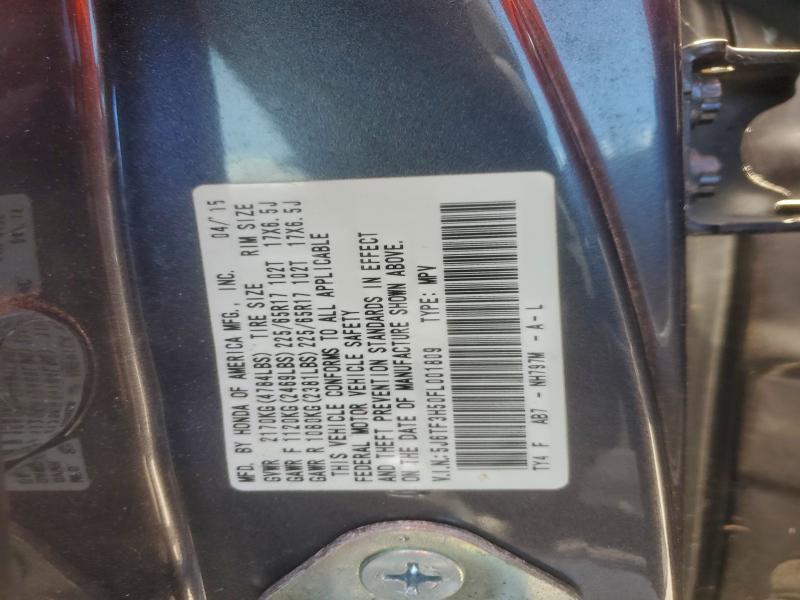 MFD. BY HONDA OF AMERICA MFG., INC. 04/'15
GVWR 2170KG(4784LBS) TIRE SIZE RIM SIZE
GAWR F 1120KG(2469LBS) 225/65R17 102T 17X6.5J
GAWR R 1080KG(2381LBS) 225/65R17 102T 17X6.5J
THIS VEHICLE CONFORMS TO ALL APPLICABLE
FEDERAL MOTOR VEHICLE SAFETY
AND THEFT PREVENTION STANDARDS IN EFFECT
ON THE DATE OF MANUFACTURE SHOWN ABOVE.
V.I.N:5J6TF3H50FL001809 TYPE: MPV
TY4 F AB7 - NH797M - A - L